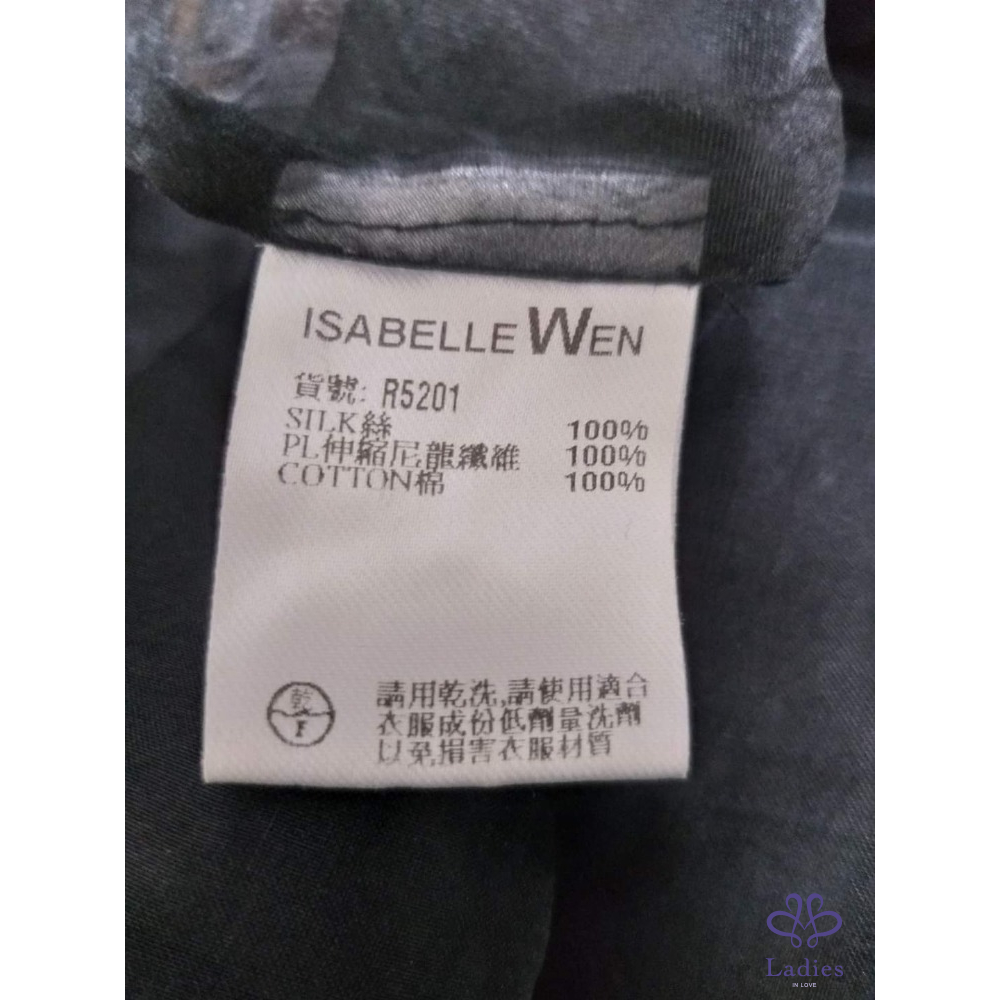 ISABELLE WEN
貨號: R5201
SILK絲 100%
PL伸縮尼龍纖維 100%
COTTON棉 100%
乾
F
請用乾洗,請使用適合
衣服成份低劑量洗劑
以免損害衣服材質
Ladies
IN LOVE